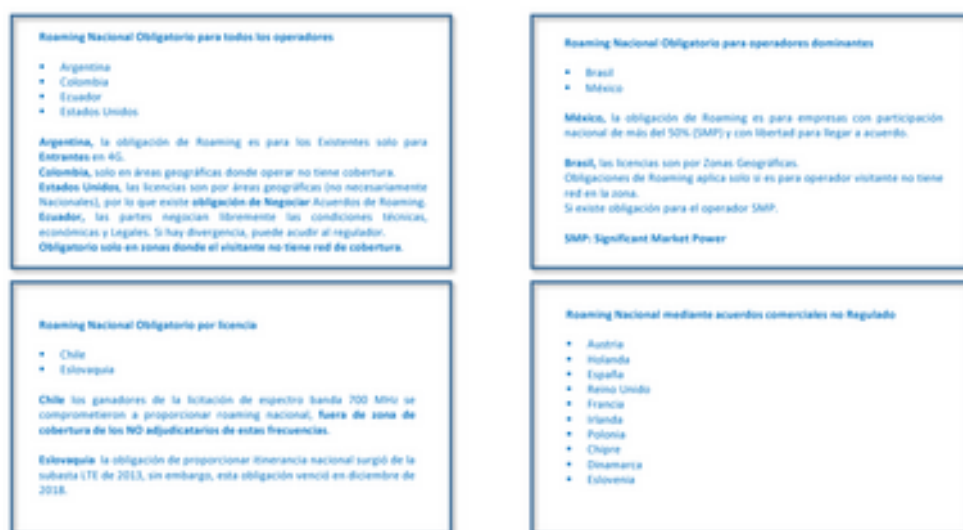 Roaming Nacional Obligatorio para todos los operadores
Argentina
Colombia
Ecuador
Estados Unidos
Argentina, la obligación de Roaming es para los Existentes solo para
Entrantes en 4G.
Colombia, solo en áreas geográficas donde operar no tiene cobertura.
Estados Unidos, las licencias son por áreas geográficas (no necesariamente
Nacionales), por lo que existe obligación de Negociar Acuerdos de Roaming.
Ecuador, las partes negocian libremente las condiciones técnicas,
económicas y Legales. Si hay divergencia, puede acudir al regulador.
Obligatorio solo en zonas donde el visitante no tiene red de cobertura.
Roaming Nacional Obligatorio para operadores dominantes
Brasil
México
México, la obligación de Roaming es para empresas con participación
nacional de más del 50% (SMP) y con libertad para llegar a acuerdo.
Brasil, las licencias son por Zonas Geográficas.
Obligaciones de Roaming aplica solo si es para operador visitante no tiene
red en la zona.
Si existe obligación para el operador SMP.
SMP: Significant Market Power
Roaming Nacional Obligatorio por licencia
Chile
Eslovaquia
Chile los ganadores de la licitación de espectro banda 700 MHz se
comprometieron a proporcionar roaming nacional, fuera de zona de
cobertura de los NO adjudicatarios de estas frecuencias.
Eslovaquia la obligación de proporcionar itinerancia nacional surgió de la
subasta LTE de 2013, sin embargo, esta obligación venció en diciembre de
2018.
Roaming Nacional mediante acuerdos comerciales no Regulado
Austria
Holanda
España
Reino Unido
Francia
Irlanda
Polonia
Chipre
Dinamarca
Eslovenia